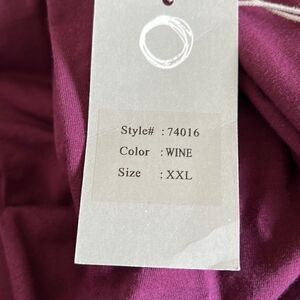 Style# : 74016
Color : WINE
Size : XXL